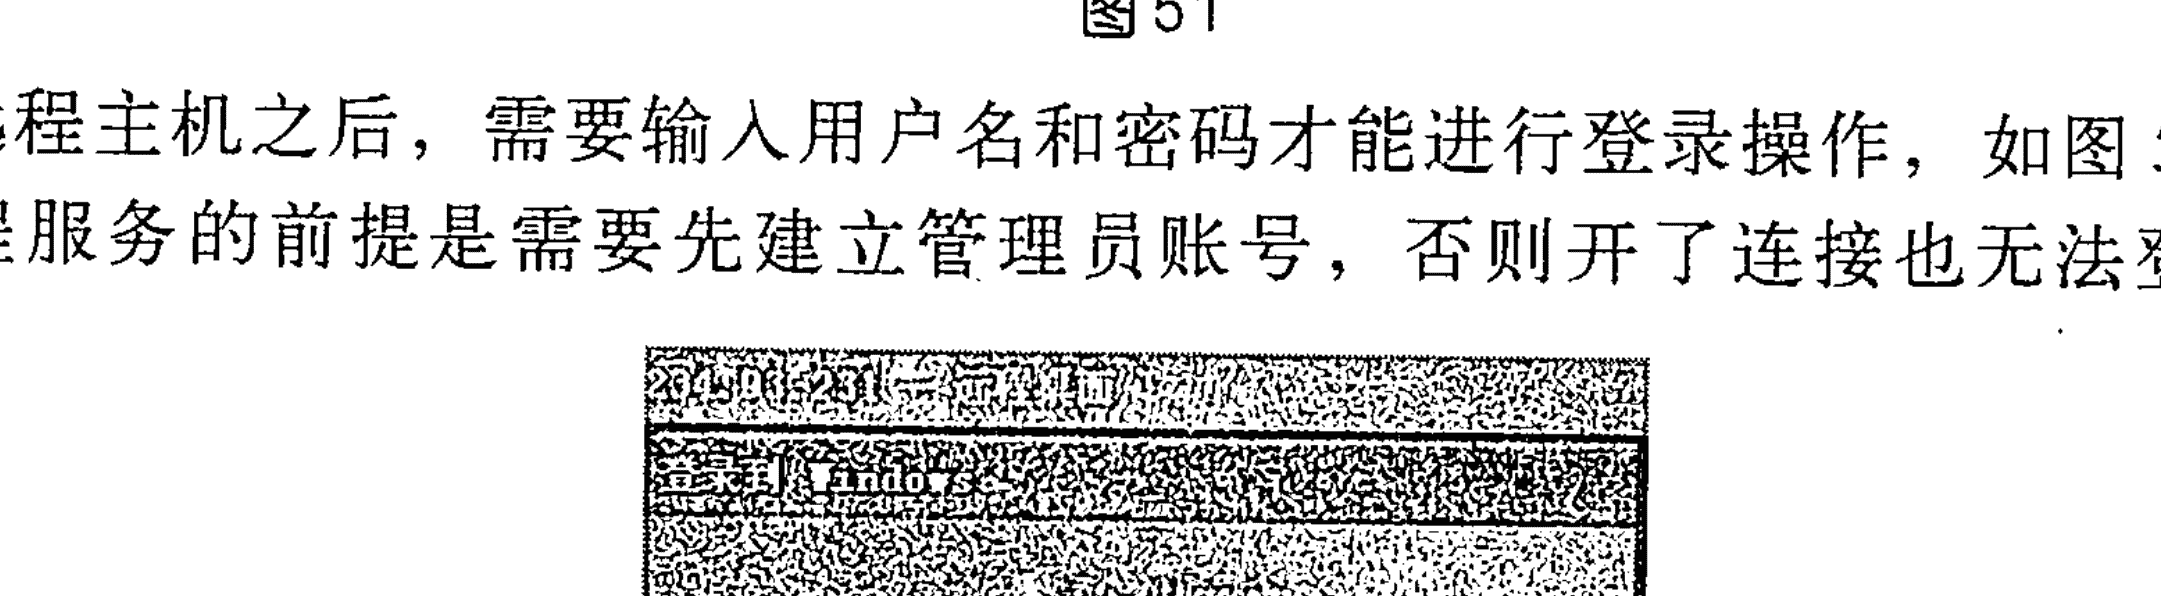 图51
程主机之后，需要输入用户名和密码才能进行登录操作，如图
服务的前提是需要先建立管理员账号，否则开了连接也无法
登录到 Windows